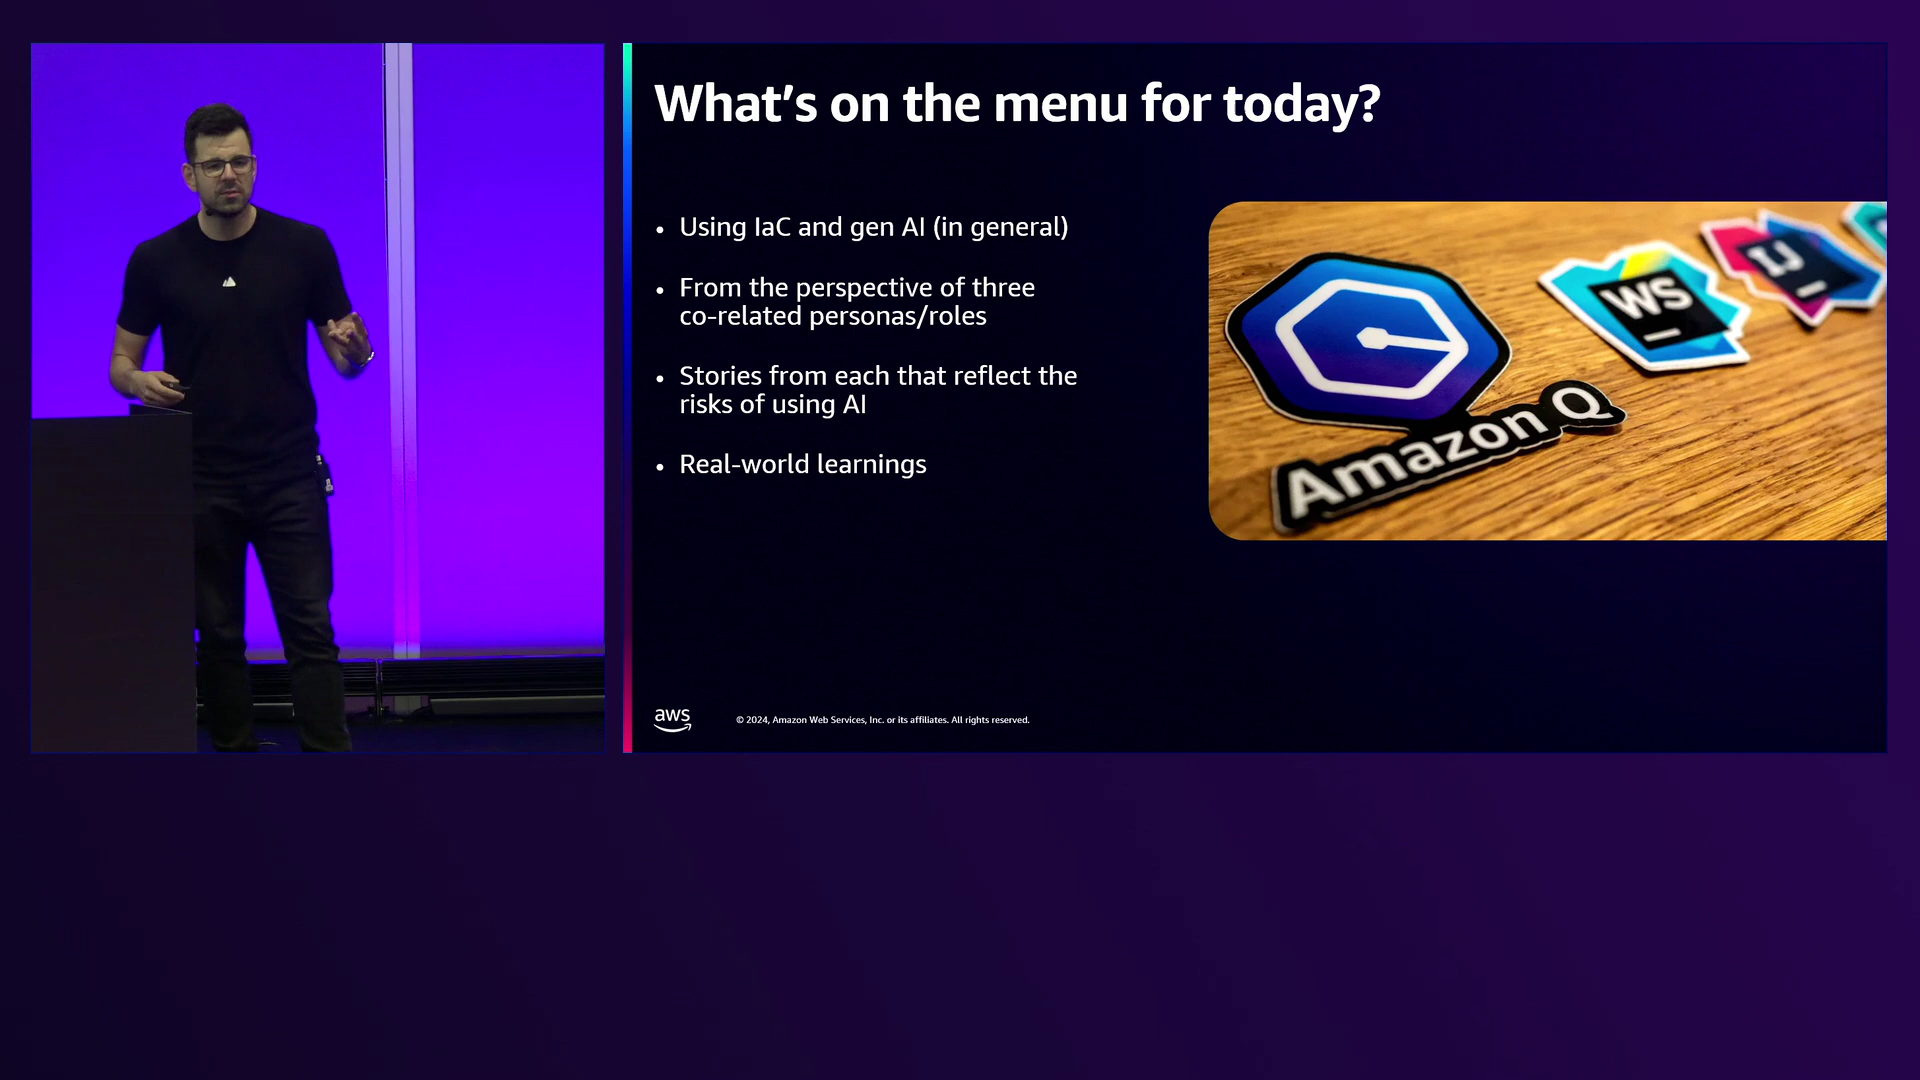 What's on the menu for today?
• Using IaC and gen AI (in general)
• From the perspective of three
co-related personas/roles
• Stories from each that reflect the
risks of using AI
• Real-world learnings
WS
IJ
Amazon Q
aws
© 2024, Amazon Web Services, Inc. or its affiliates. All rights reserved.